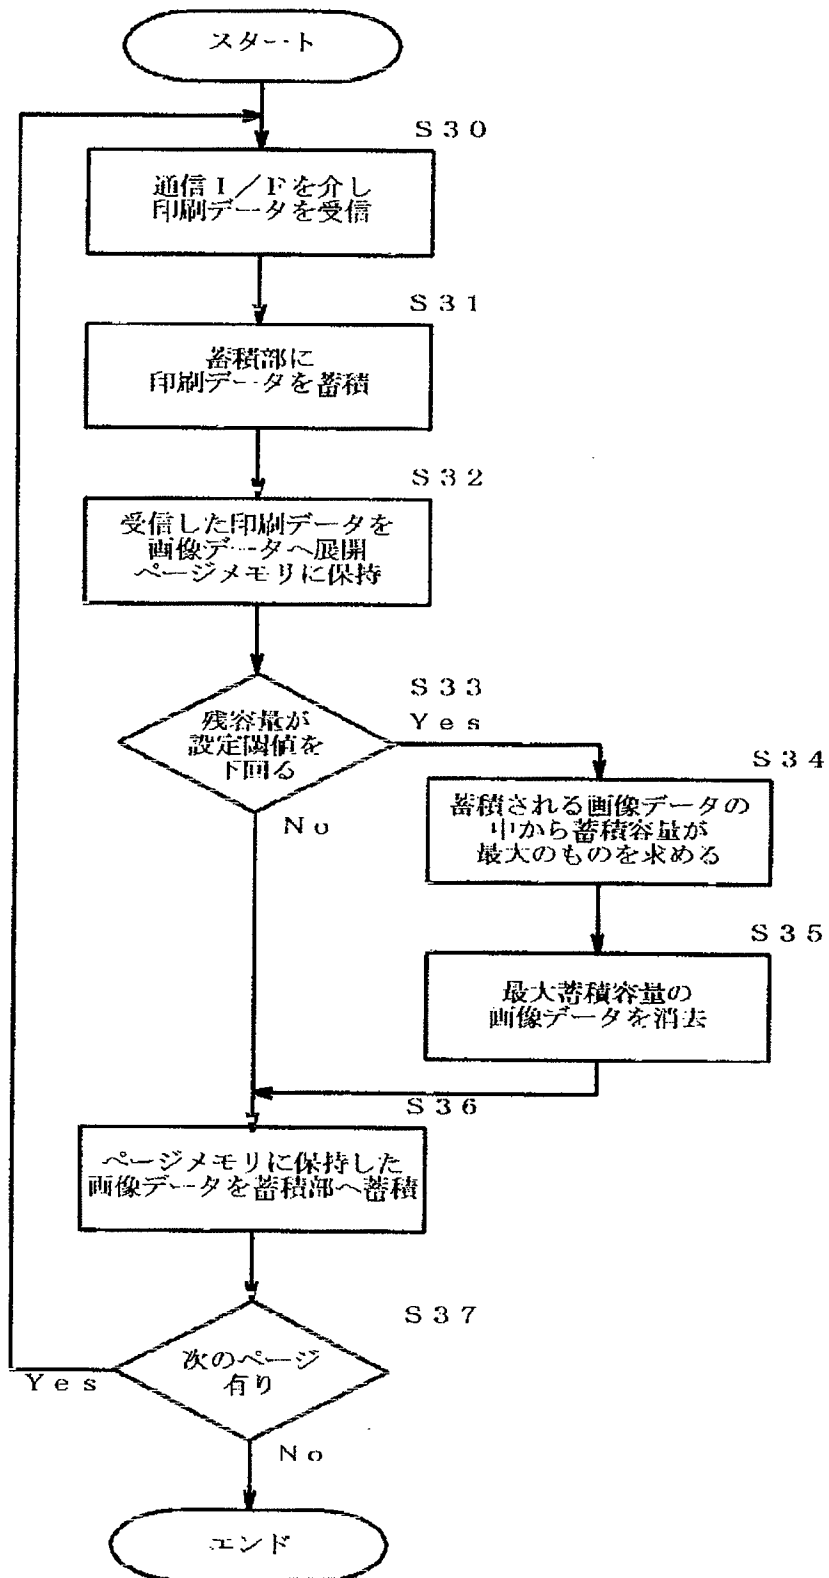 スタート
S30
通信I/Fを介し
印刷データを受信
S31
蓄積部に
印刷データを蓄積
S32
受信した印刷データを
画像データへ展開
ページメモリに保持
S33
残容量が
設定閾値を
下回る
Yes
No
S34
蓄積される画像データの
中から蓄積容量が
最大のものを求める
S35
最大蓄積容量の
画像データを消去
S36
ページメモリに保持した
画像データを蓄積部へ蓄積
S37
次のページ
有り
Yes
No
エンド